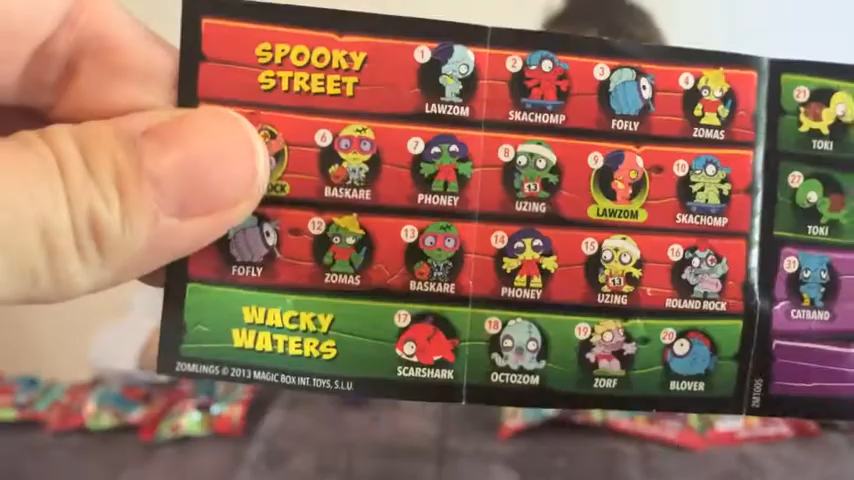 SPOOKY
STREET
1 2 3 4
LAWZOM SKACHOMP FOFLY ZOMAS
6 7 8 9 10
BASKARE PHONEY UZING LAWZOM SKACHOMP
12 13 14 15 16
FOFLY ZOMAS BASKARE PHONEY UZING ROLAND ROCK
WACKY
WATERS
17 18 19 20
SCARSHARK OCTOZOM ZORF BLOVER
ZOMLINGS © 2013 MAGIC BOX INT. TOYS, S.L.U.
21
TOKI
TOKI
31
CATBAND